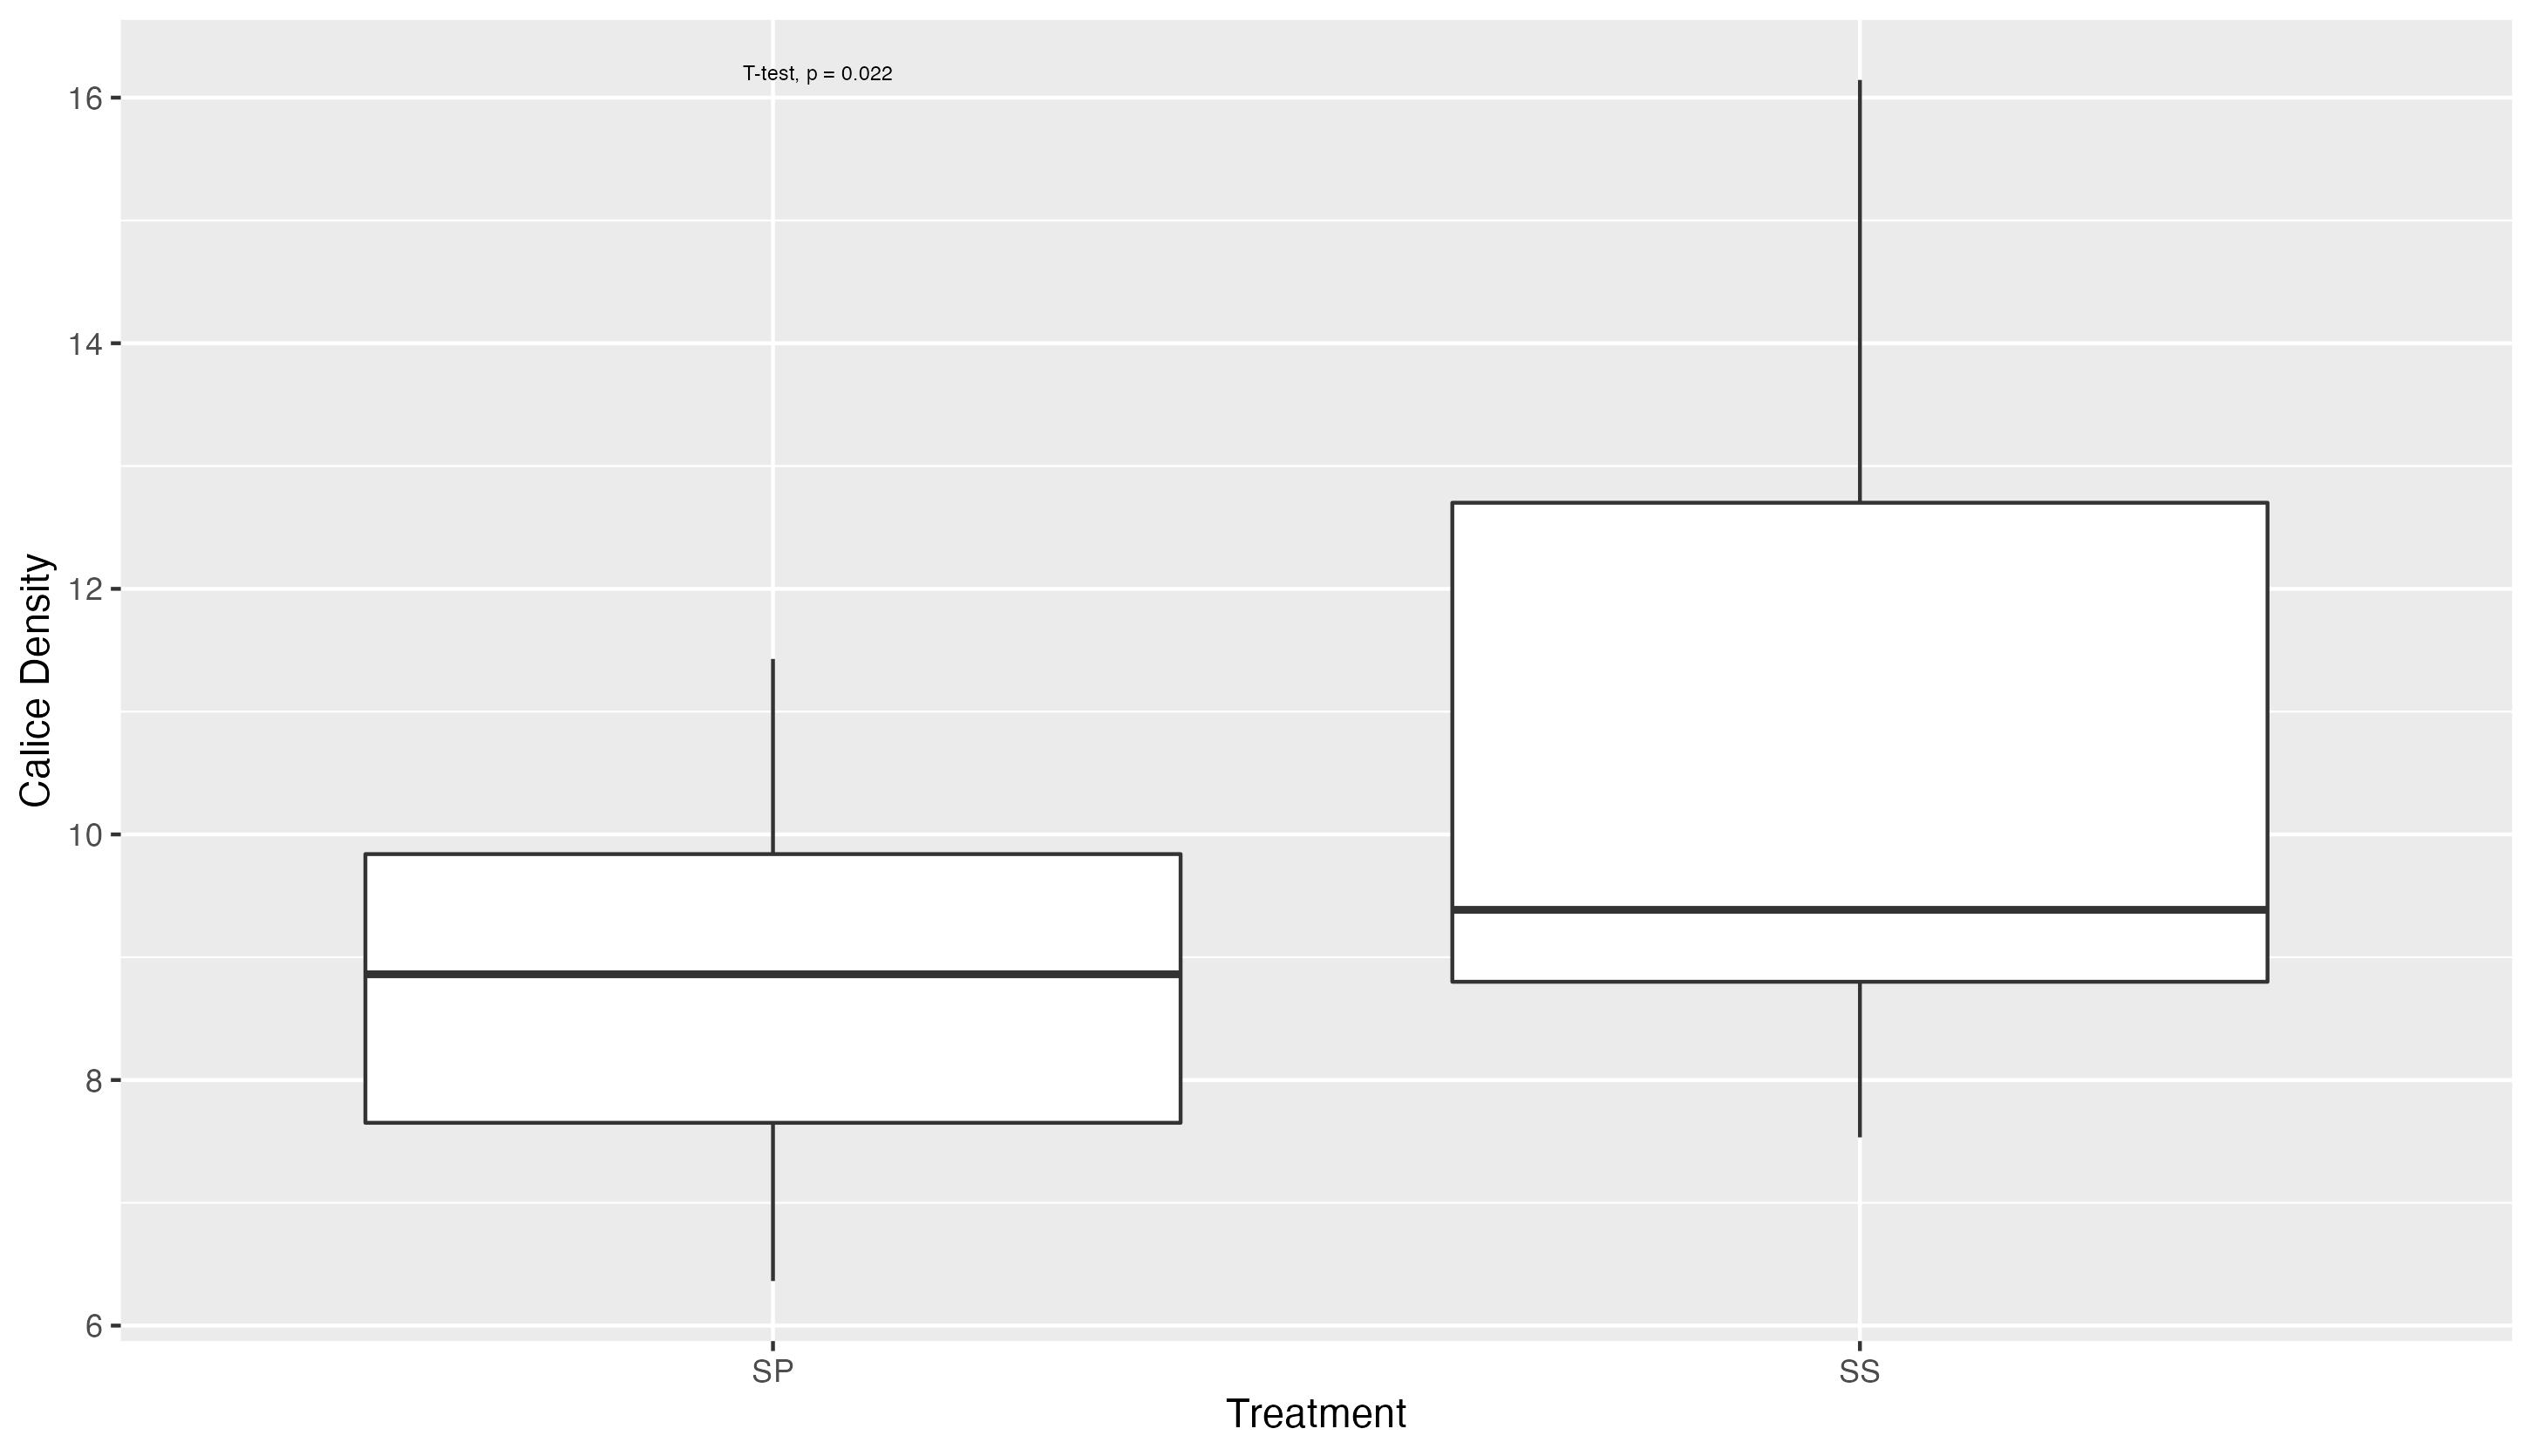 T-test, p = 0.022
16
14
12
10
8
6
Calice Density
SP
SS
Treatment